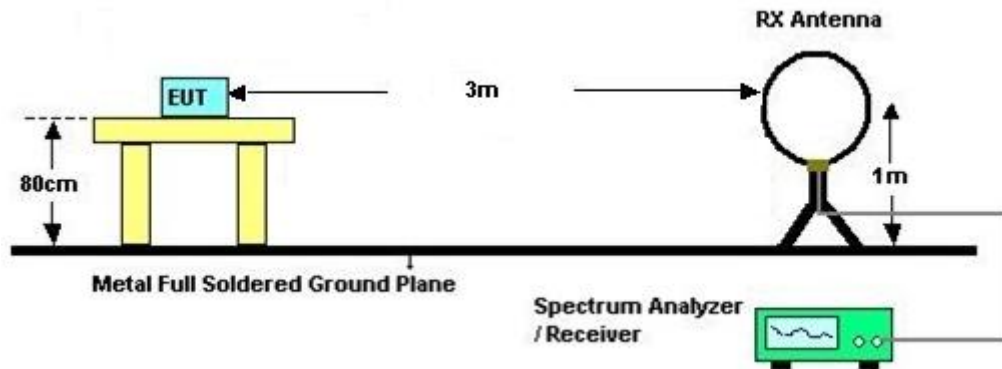 RX Antenna
EUT
3m
80cm
1m
Metal Full Soldered Ground Plane
Spectrum Analyzer
/ Receiver